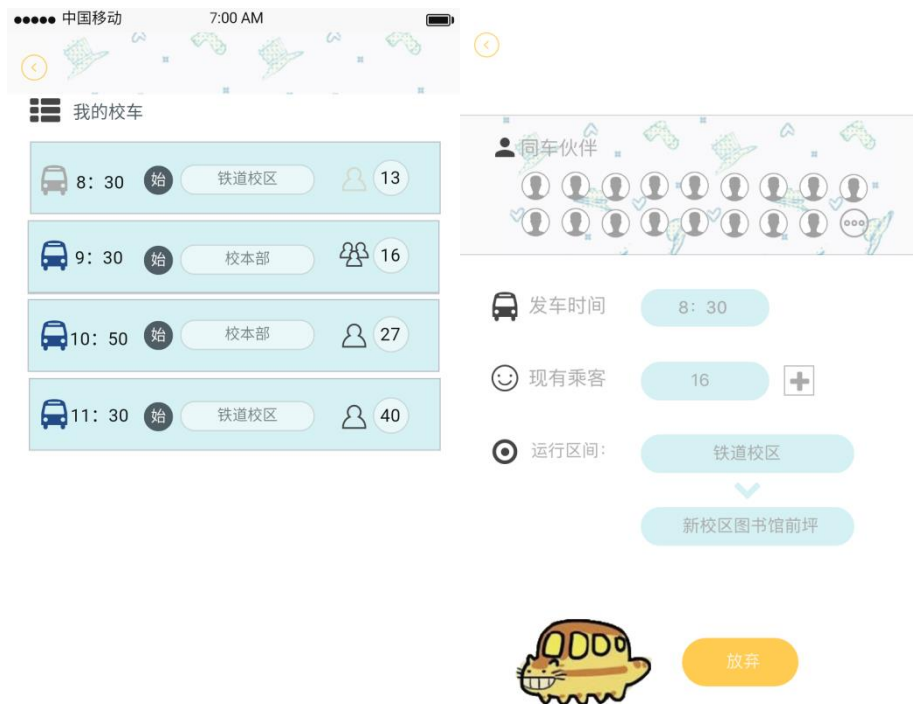 中国移动 7:00 AM
我的校车
8：30 始 铁道校区 13
9：30 始 校本部 16
10：50 始 校本部 27
11：30 始 铁道校区 40
同车伙伴
发车时间 8：30
现有乘客 16
运行区间：铁道校区
新校区图书馆前坪
放弃